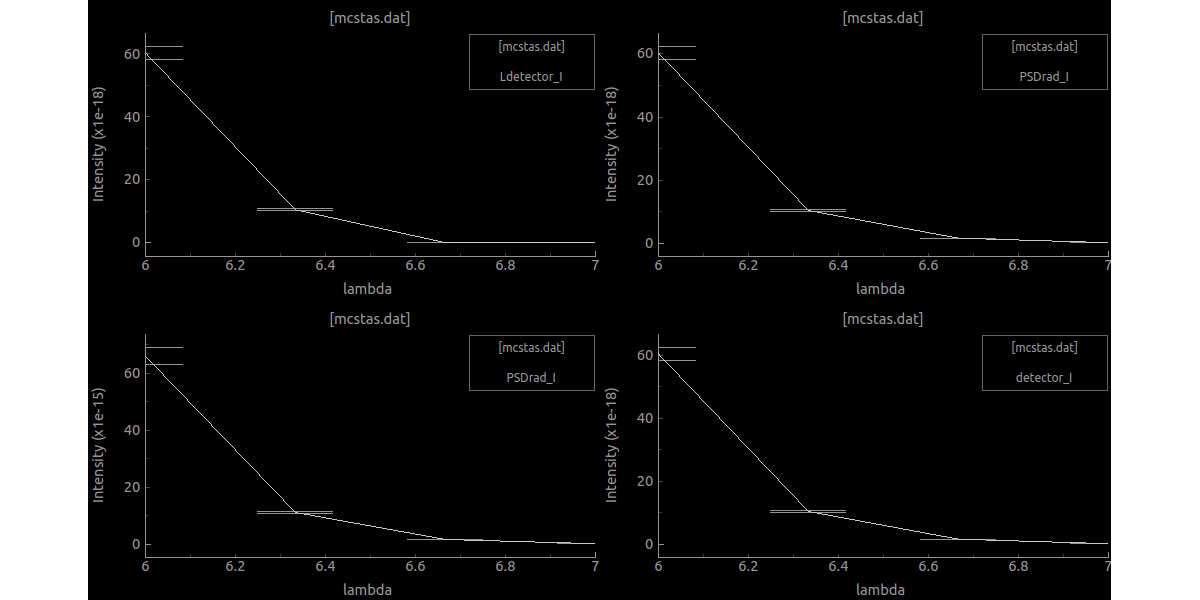 [mcstas.dat]
[mcstas.dat]
Ldetector_I
Intensity (x1e-18)
60
40
20
0
6
6.2
6.4
6.6
6.8
7
lambda
[mcstas.dat]
[mcstas.dat]
PSDrad_I
Intensity (x1e-18)
60
40
20
0
6
6.2
6.4
6.6
6.8
7
lambda
[mcstas.dat]
[mcstas.dat]
PSDrad_I
Intensity (x1e-15)
60
40
20
0
6
6.2
6.4
6.6
6.8
7
lambda
[mcstas.dat]
[mcstas.dat]
detector_I
Intensity (x1e-18)
60
40
20
0
6
6.2
6.4
6.6
6.8
7
lambda